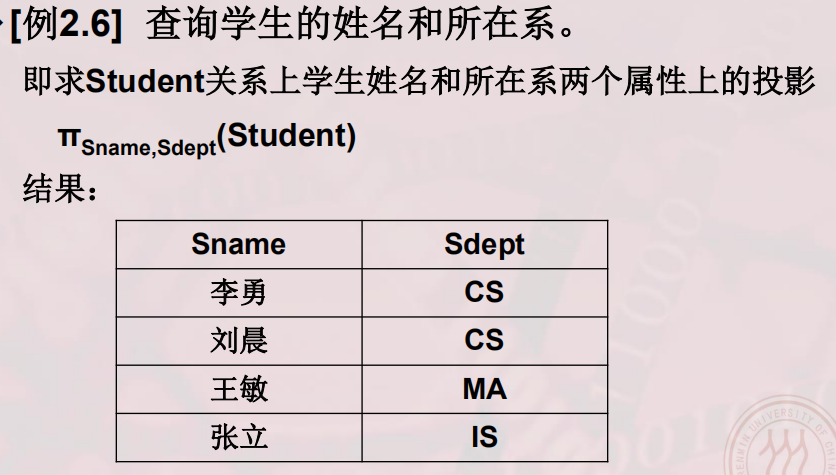 [例2.6] 查询学生的姓名和所在系。
即求Student关系上学生姓名和所在系两个属性上的投影
πSname,Sdept(Student)
结果：
Sname Sdept
李勇 CS
刘晨 CS
王敏 MA
张立 IS